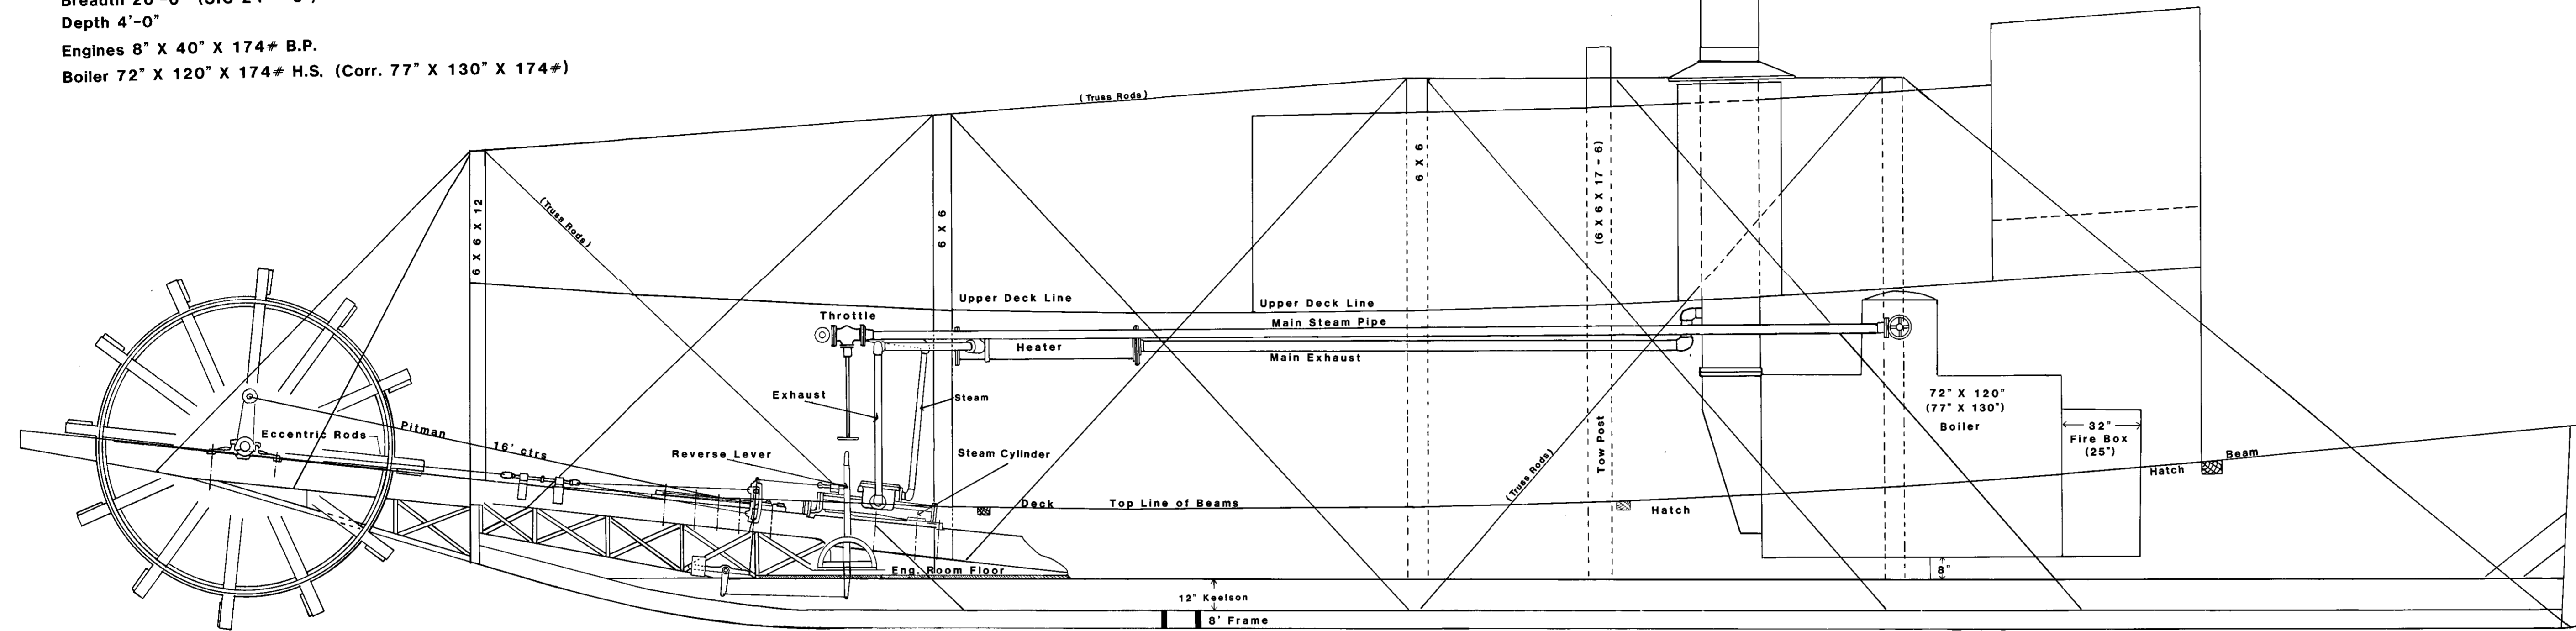 Depth 4'-0"
Engines 8" X 40" X 174# B.P.
Boiler 72" X 120" X 174# H.S. (Corr. 77" X 130" X 174#)
(Truss Rods)
6 X 6 X 12
(Truss Rods)
6 X 6
6 X 6
(6 X 6 X 17 - 6)
Tow Post
Upper Deck Line
Upper Deck Line
Throttle
Main Steam Pipe
Heater
Main Exhaust
Exhaust
Steam
72" X 120"
(77" X 130")
Boiler
32"
Fire Box
(25")
Eccentric Rods
Pitman
16' ctrs
Reverse Lever
Steam Cylinder
(Truss Rods)
Beam
Hatch
Deck
Top Line of Beams
Hatch
Eng. Room Floor
8"
12" Keelson
8' Frame